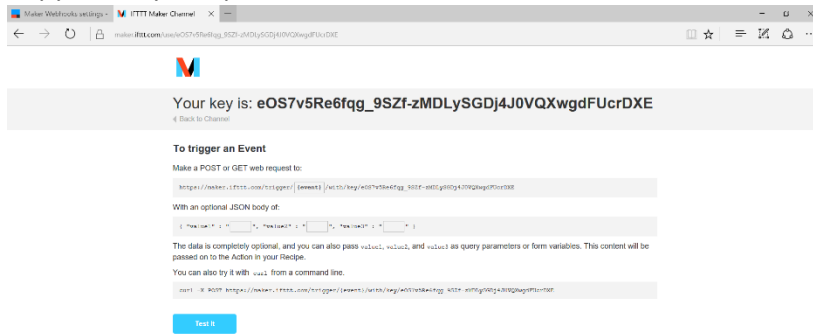 Maker Webhooks settings -
IFTTT Maker Channel
maker.ifttt.com/use/eOS7v5Re6fqg_9SZf-zMDLySGDj4J0VQXwgdFUcrDXE
Your key is: eOS7v5Re6fqg_9SZf-zMDLySGDj4J0VQXwgdFUcrDXE
Back to Channel
To trigger an Event
Make a POST or GET web request to:
https://maker.ifttt.com/trigger/ {event} /with/key/eOS7v5Re6fqg_9SZf-zMDLySGDj4J0VQXwgdFUcrDXE
With an optional JSON body of:
{ "value1" : " ", "value2" : " ", "value3" : " " }
The data is completely optional, and you can also pass value1, value2, and value3 as query parameters or form variables. This content will be
passed on to the Action in your Recipe.
You can also try it with curl from a command line.
curl -X POST https://maker.ifttt.com/trigger/{event}/with/key/eOS7v5Re6fqg_9SZf-zMDLySGDj4J0VQXwgdFUcrDXE
Test It